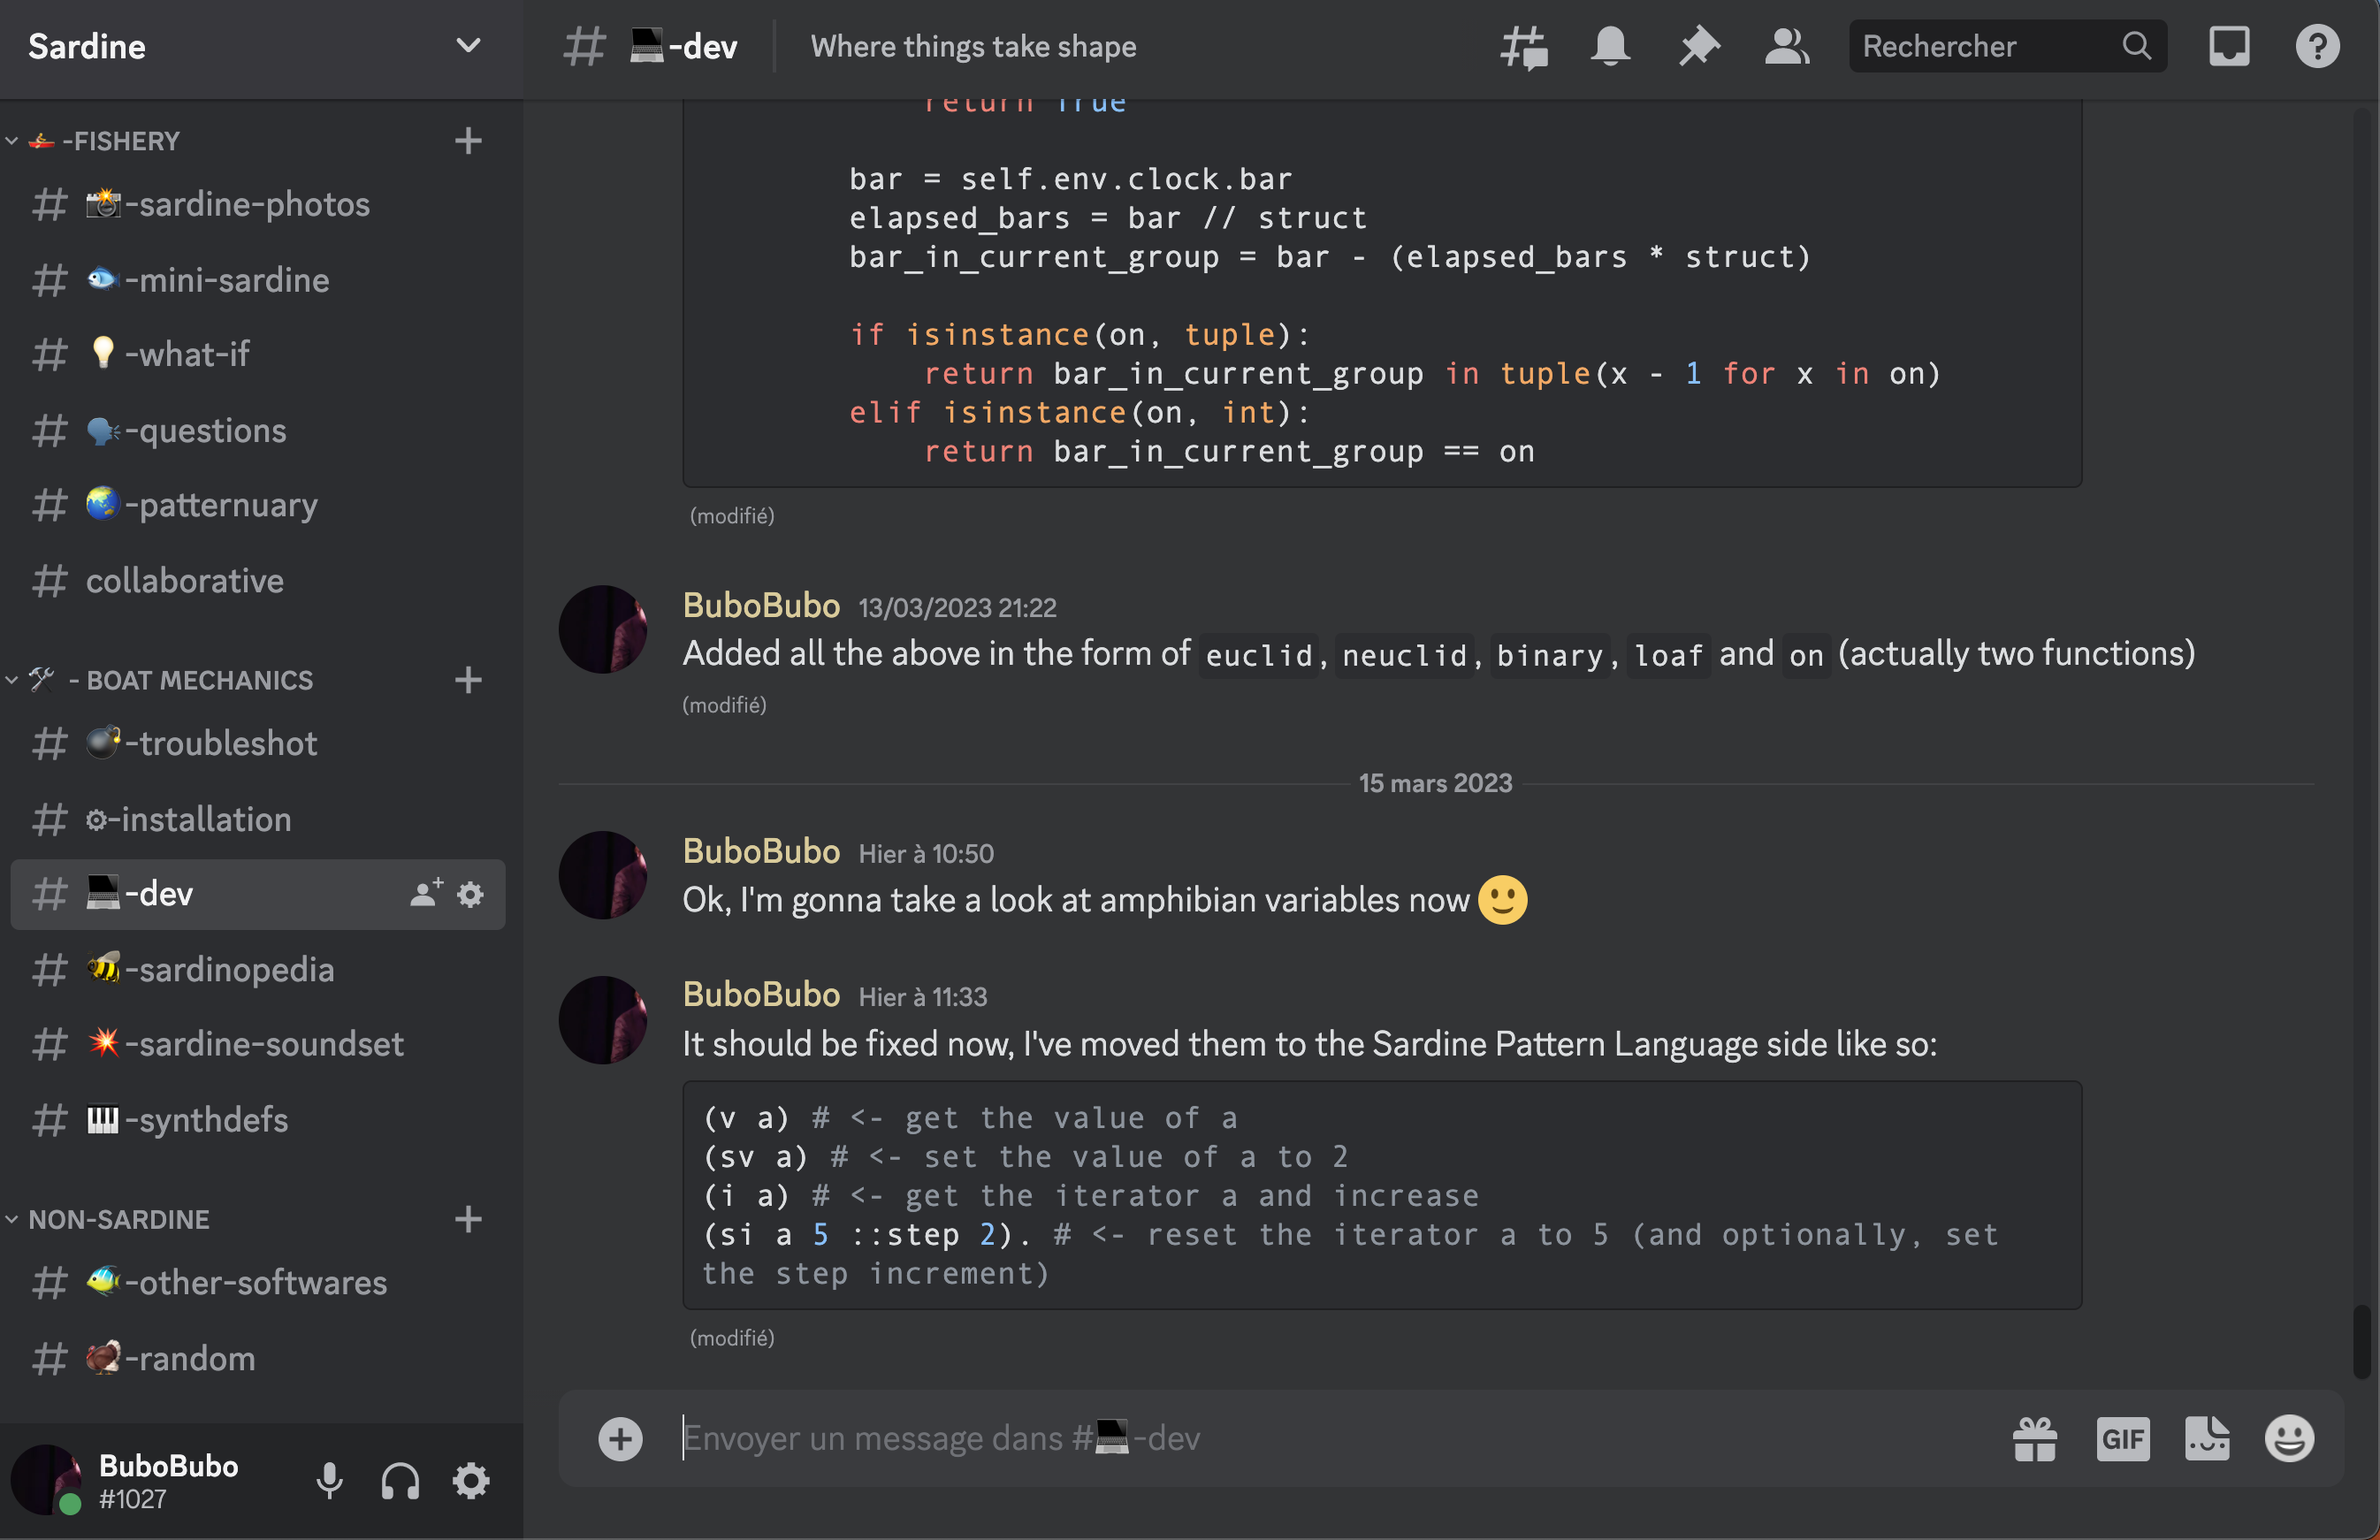 Sardine
-FISHERY
# -sardine-photos
# -mini-sardine
# -what-if
# -questions
# -patternuary
# collaborative
- BOAT MECHANICS
# -troubleshot
# -installation
# -dev
# -sardinopedia
# -sardine-soundset
# -synthdefs
NON-SARDINE
# -other-softwares
# -random
BuboBubo
#1027
# -dev Where things take shape
Rechercher
return True
bar = self.env.clock.bar
elapsed_bars = bar // struct
bar_in_current_group = bar - (elapsed_bars * struct)
if isinstance(on, tuple):
return bar_in_current_group in tuple(x - 1 for x in on)
elif isinstance(on, int):
return bar_in_current_group == on
(modifié)
BuboBubo 13/03/2023 21:22
Added all the above in the form of euclid, neuclid, binary, loaf and on (actually two functions)
(modifié)
15 mars 2023
BuboBubo Hier à 10:50
Ok, I'm gonna take a look at amphibian variables now 🙂
BuboBubo Hier à 11:33
It should be fixed now, I've moved them to the Sardine Pattern Language side like so:
(v a) # <- get the value of a
(sv a) # <- set the value of a to 2
(i a) # <- get the iterator a and increase
(si a 5 ::step 2). # <- reset the iterator a to 5 (and optionally, set
the step increment)
(modifié)
Envoyer un message dans #💻-dev
GIF